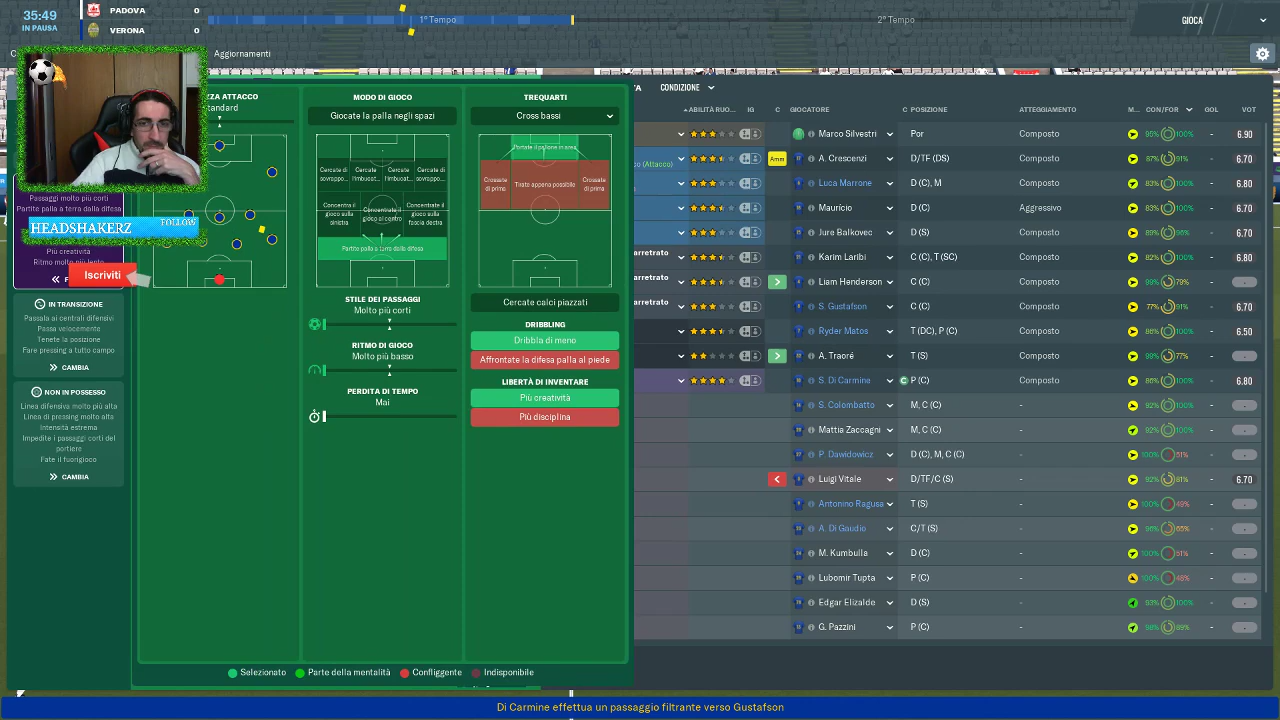 35:49
IN PAUSA
PADOVA 0
VERONA 0
1° Tempo
2° Tempo
GIOCA
Aggiornamenti
ZZA ATTACCO
tandard
MODO DI GIOCO
Giocate la palla negli spazi
TREQUARTI
Cross bassi
Cercate di sovrappo...
Cercate l'imbucat...
Cercate l'imbucat...
Cercate di sovrappo...
Concentra il gioco sulla sinistra
Concentrate il gioco al centro
Concentrate il gioco sulla fascia destra
Partite palla a terra dalla difesa
Portate il pallone in area
Crossate di prima
Tirate appena possibile
Crossate di prima
STILE DEI PASSAGGI
Molto più corti
RITMO DI GIOCO
Molto più basso
PERDITA DI TEMPO
Mai
Cercate calci piazzati
DRIBBLING
Dribbla di meno
Affrontate la difesa palla al piede
LIBERTÀ DI INVENTARE
Più creatività
Più disciplina
Passaggi molto più corti
Partite palla a terra dalla difesa
HEADSHAKERZ
FOLLOW
Più creatività
Ritmo molto più lento
Iscriviti
IN TRANSIZIONE
Passala ai centrali difensivi
Passa velocemente
Tenete la posizione
Fare pressing a tutto campo
CAMBIA
NON IN POSSESSO
Linea difensiva molto più alta
Linea di pressing molto alta
Intensità estrema
Impedite i passaggi corti del portiere
Fate il fuorigioco
CAMBIA
Selezionato
Parte della mentalità
Confliggente
Indisponibile
CONDIZIONE
ABILITÀ RUO... IG C GIOCATORE C POSIZIONE ATTEGGIAMENTO M... CON/FOR GOL VOT
Marco Silvestri Por Composto 95% 100% - 6.90
co (Attacco) Amm A. Crescenzi D/TF (DS) Composto 87% 91% - 6.70
Luca Marrone D (C), M Composto 83% 100% - 6.80
Maurício D (C) Aggressivo 83% 100% - 6.70
Jure Balkovec D (S) Composto 89% 95% - 6.70
arretrato Karim Laribi C (C), T (SC) Composto 82% 100% - 6.80
arretrato Liam Henderson C (C) Composto 99% 79% - -
arretrato S. Gustafson C (C) Composto 77% 91% - 6.70
Ryder Matos T (DC), P (C) Composto 86% 100% - 6.50
A. Traoré T (S) Composto 99% 77% - -
S. Di Carmine C P (C) Composto 86% 100% - 6.80
S. Colombatto M, C (C) - 92% 100% - -
Mattia Zaccagni M, C (C) - 92% 100% - -
P. Dawidowicz D (C), M, C (C) - 100% 51% - -
Luigi Vitale D/TF/C (S) - 92% 81% - 6.70
Antonino Ragusa T (S) - 100% 49% - -
A. Di Gaudio C/T (S) - 96% 65% - -
M. Kumbulla D (C) - 100% 51% - -
Lubomir Tupta P (C) - 100% 46% - -
Edgar Elizalde D (S) - 93% 100% - -
G. Pazzini P (C) - 98% 89% - -
Di Carmine effettua un passaggio filtrante verso Gustafson